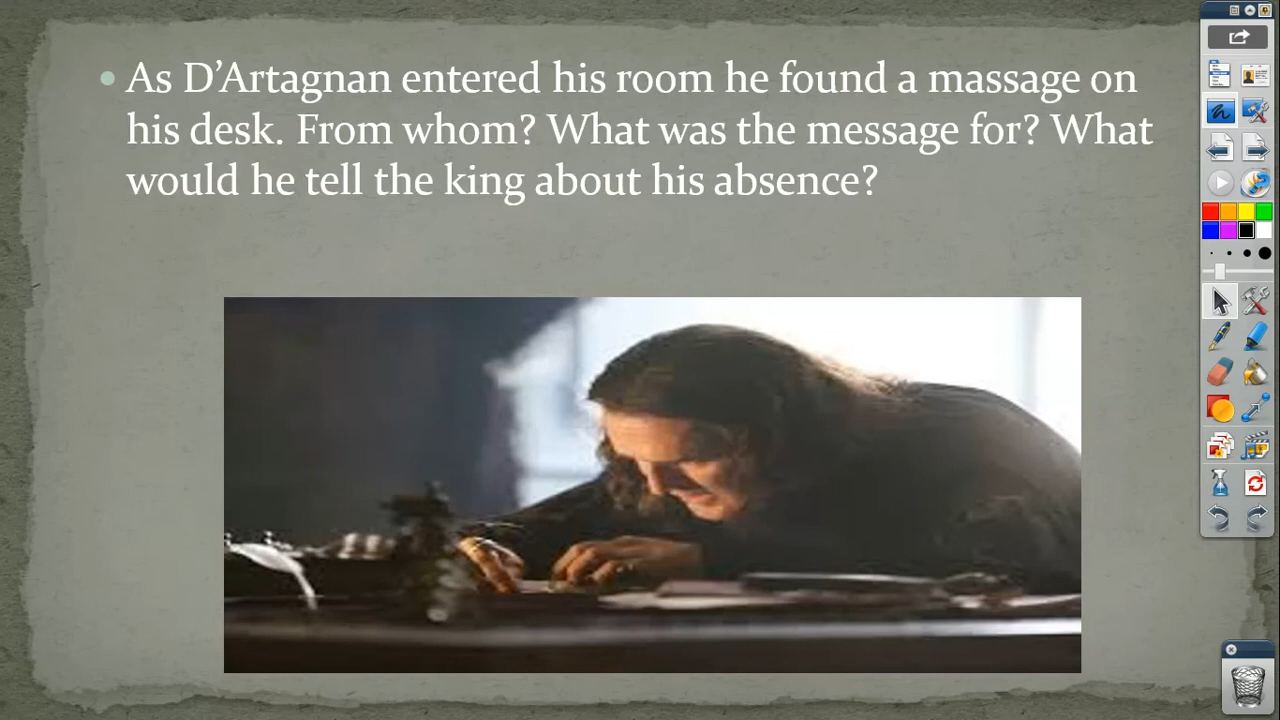 As D’Artagnan entered his room he found a massage on
his desk. From whom? What was the message for? What
would he tell the king about his absence?